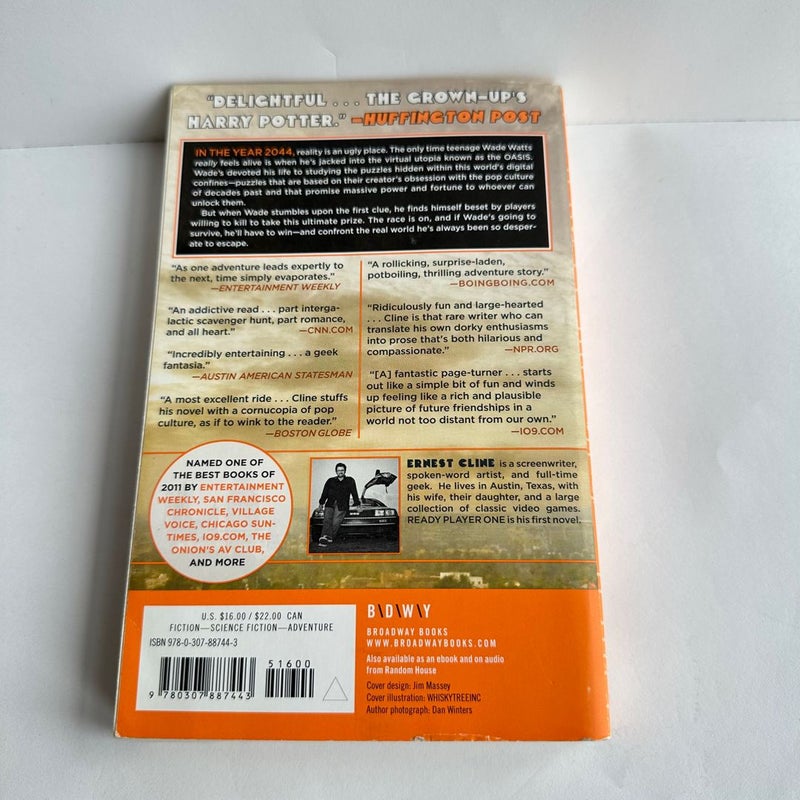 "DELIGHTFUL . . . THE GROWN-UP'S
HARRY POTTER." —HUFFINGTON POST
IN THE YEAR 2044, reality is an ugly place. The only time teenage Wade Watts
really feels alive is when he's jacked into the virtual utopia known as the OASIS.
Wade's devoted his life to studying the puzzles hidden within this world's digital
confines—puzzles that are based on their creator's obsession with the pop culture
of decades past and that promise massive power and fortune to whoever can
unlock them.
But when Wade stumbles upon the first clue, he finds himself beset by players
willing to kill to take this ultimate prize. The race is on, and if Wade's going to
survive, he'll have to win—and confront the real world he's always been so desper-
ate to escape.
"As one adventure leads expertly to
the next, time simply evaporates."
—ENTERTAINMENT WEEKLY
"An addictive read . . . part interga-
lactic scavenger hunt, part romance,
and all heart." —CNN.COM
"Incredibly entertaining . . . a geek
fantasia."
—AUSTIN AMERICAN STATESMAN
"A most excellent ride . . . Cline stuffs
his novel with a cornucopia of pop
culture, as if to wink to the reader."
—BOSTON GLOBE
"A rollicking, surprise-laden,
potboiling, thrilling adventure story."
—BOINGBOING.COM
"Ridiculously fun and large-hearted
. . . Cline is that rare writer who can
translate his own dorky enthusiasms
into prose that's both hilarious and
compassionate." —NPR.ORG
"[A] fantastic page-turner . . . starts
out like a simple bit of fun and winds
up feeling like a rich and plausible
picture of future friendships in a
world not too distant from our own."
—IO9.COM
NAMED ONE OF
THE BEST BOOKS OF
2011 BY ENTERTAINMENT
WEEKLY, SAN FRANCISCO
CHRONICLE, VILLAGE
VOICE, CHICAGO SUN-
TIMES, IO9.COM, THE
ONION'S AV CLUB,
AND MORE
ERNEST CLINE is a screenwriter,
spoken-word artist, and full-time
geek. He lives in Austin, Texas, with
his wife, their daughter, and a large
collection of classic video games.
READY PLAYER ONE is his first novel.
U.S. $16.00 / $22.00 CAN
FICTION—SCIENCE FICTION—ADVENTURE
ISBN 978-0-307-88744-3
51600
9 780307 887443
B\D\W\Y
BROADWAY BOOKS
WWW.BROADWAYBOOKS.COM
Also available as an ebook and on audio
from Random House
Cover design: Jim Massey
Cover illustration: WHISKYTREEINC
Author photograph: Dan Winters